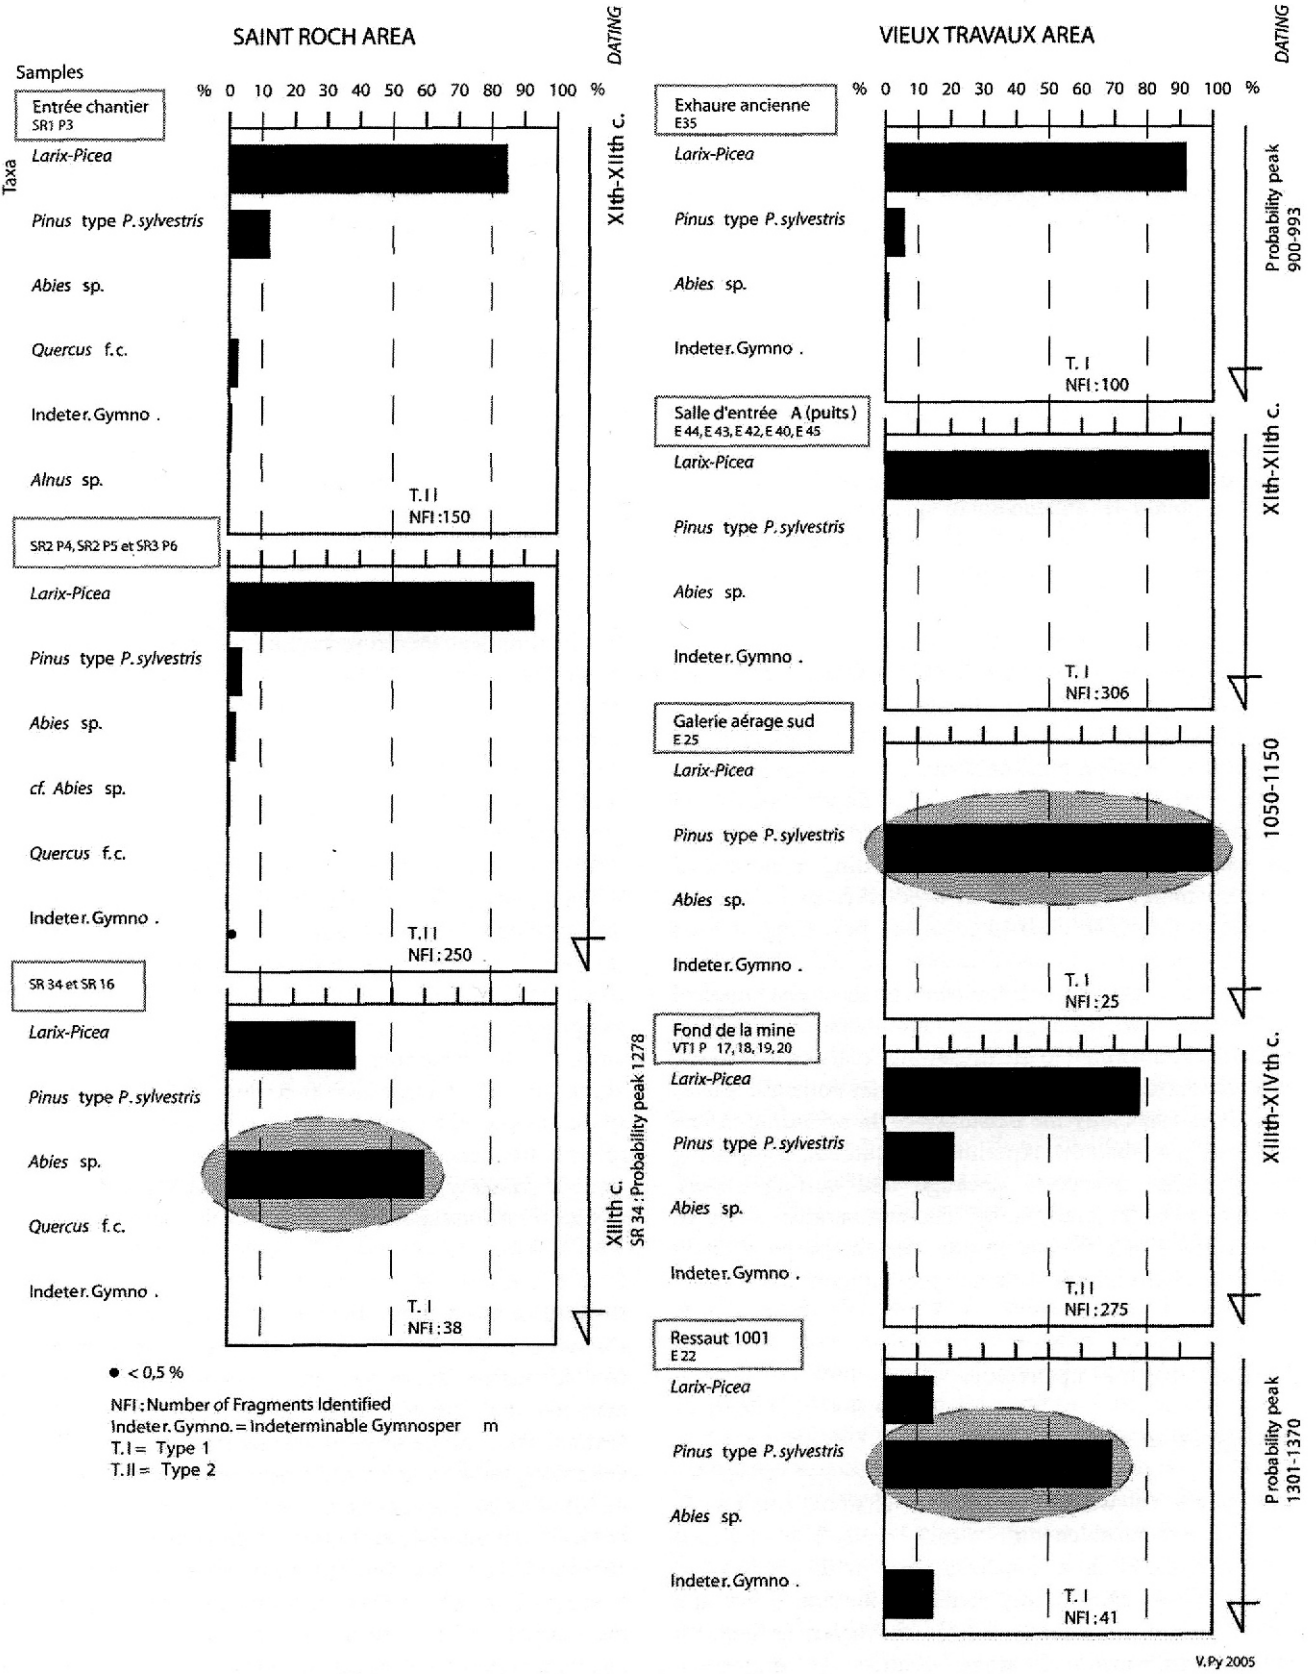 SAINT ROCH AREA
DATING
Samples
% 0 10 20 30 40 50 60 70 80 90 100 %
Entrée chantier
SR1 P3
Taxa
Larix-Picea
Pinus type P. sylvestris
Abies sp.
Quercus f.c.
Indeter. Gymno .
Alnus sp.
T. II
NFI : 150
XIth-XIIth c.
SR2 P4, SR2 P5 et SR3 P6
Larix-Picea
Pinus type P. sylvestris
Abies sp.
cf. Abies sp.
Quercus f.c.
Indeter. Gymno .
T. II
NFI : 250
SR 34 et SR 16
Larix-Picea
Pinus type P. sylvestris
Abies sp.
Quercus f.c.
Indeter. Gymno .
T. I
NFI : 38
XIIIth c.
SR 34 : Probability peak 1278
< 0,5 %
NFI : Number of Fragments Identified
Indeter. Gymno. = Indeterminable Gymnosper m
T. I = Type 1
T. II = Type 2
VIEUX TRAVAUX AREA
DATING
% 0 10 20 30 40 50 60 70 80 90 100 %
Exhaure ancienne
E35
Larix-Picea
Pinus type P. sylvestris
Abies sp.
Indeter. Gymno .
T. I
NFI : 100
Probability peak
900-993
Salle d'entrée A (puits)
E 44, E 43, E 42, E 40, E 45
Larix-Picea
Pinus type P. sylvestris
Abies sp.
Indeter. Gymno .
T. I
NFI : 306
XIth-XIIth c.
Galerie aérage sud
E 25
Larix-Picea
Pinus type P. sylvestris
Abies sp.
Indeter. Gymno .
T. I
NFI : 25
1050-1150
Fond de la mine
VT1 P 17, 18, 19, 20
Larix-Picea
Pinus type P. sylvestris
Abies sp.
Indeter. Gymno .
T. II
NFI : 275
XIIIth-XIVth c.
Ressaut 1001
E 22
Larix-Picea
Pinus type P. sylvestris
Abies sp.
Indeter. Gymno .
T. I
NFI : 41
Probability peak
1301-1370
V. Py 2005